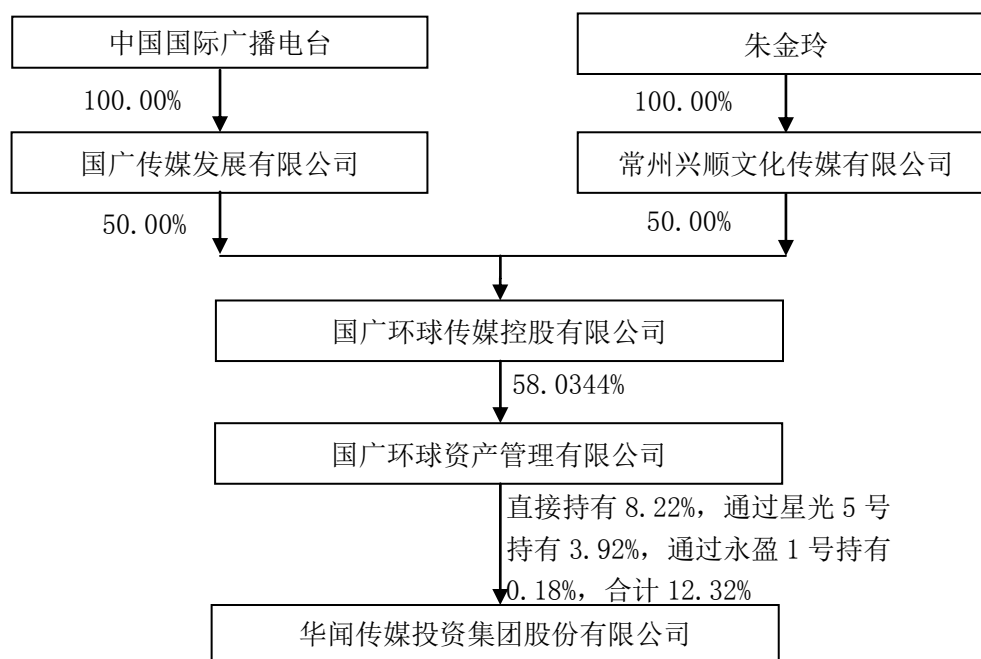 中国国际广播电台
朱金玲
100.00%
100.00%
国广传媒发展有限公司
常州兴顺文化传媒有限公司
50.00%
50.00%
国广环球传媒控股有限公司
58.0344%
国广环球资产管理有限公司
直接持有 8.22%，通过星光 5 号
持有 3.92%，通过永盈 1 号持有
0.18%，合计 12.32%
华闻传媒投资集团股份有限公司